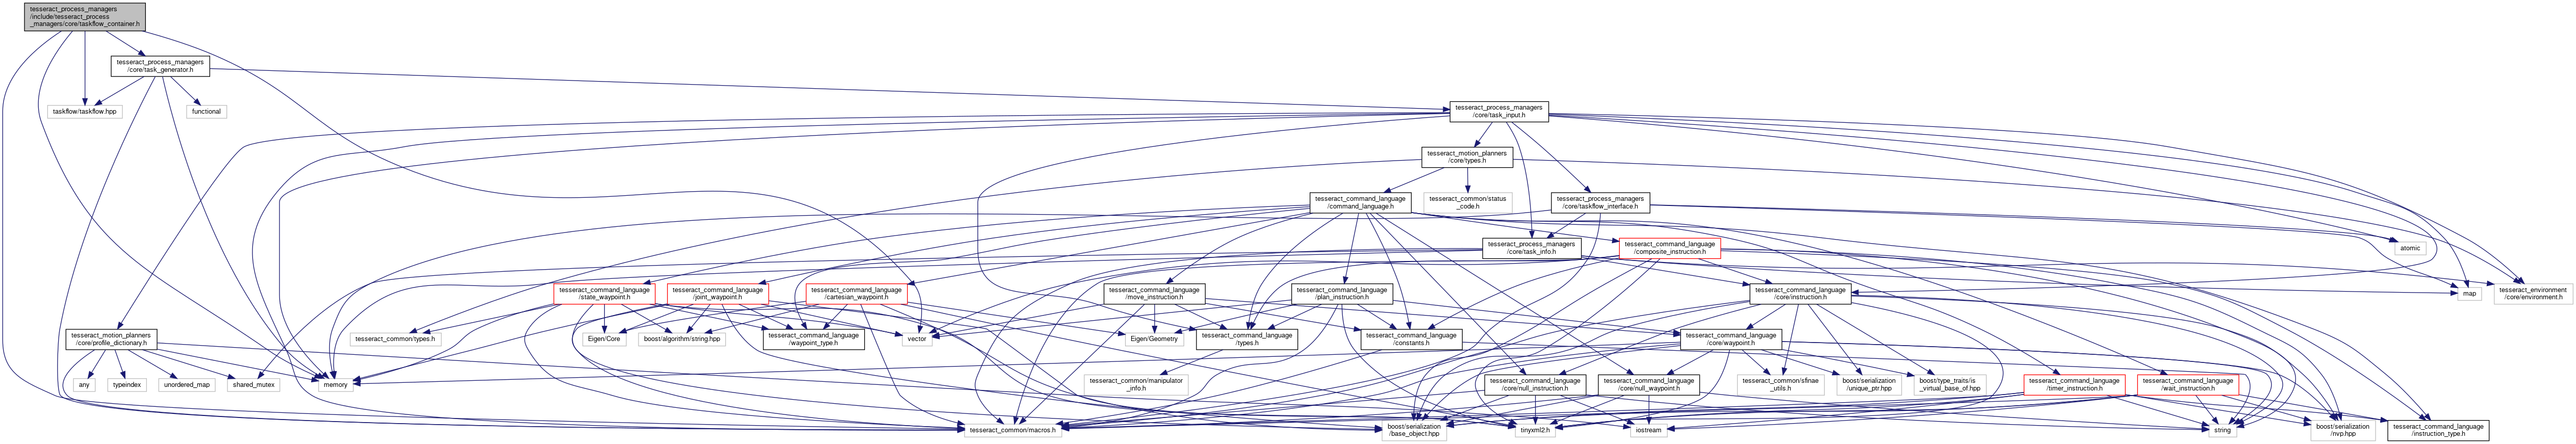 tesseract_process_managers
/include/tesseract_process
_managers/core/taskflow_container.h
tesseract_process_managers
/core/task_generator.h
taskflow/taskflow.hpp
functional
tesseract_process_managers
/core/task_input.h
tesseract_motion_planners
/core/types.h
tesseract_command_language
/command_language.h
tesseract_common/status
_code.h
tesseract_process_managers
/core/taskflow_interface.h
tesseract_process_managers
/core/task_info.h
tesseract_command_language
/composite_instruction.h
atomic
tesseract_command_language
/state_waypoint.h
tesseract_command_language
/joint_waypoint.h
tesseract_command_language
/cartesian_waypoint.h
tesseract_command_language
/move_instruction.h
tesseract_command_language
/plan_instruction.h
tesseract_command_language
/core/instruction.h
map
tesseract_environment
/core/environment.h
tesseract_motion_planners
/core/profile_dictionary.h
tesseract_common/types.h
Eigen/Core
boost/algorithm/string.hpp
tesseract_command_language
/waypoint_type.h
vector
Eigen/Geometry
tesseract_command_language
/types.h
tesseract_command_language
/constants.h
tesseract_command_language
/core/waypoint.h
any
typeindex
unordered_map
shared_mutex
memory
tesseract_common/manipulator
_info.h
tesseract_command_language
/core/null_instruction.h
tesseract_command_language
/core/null_waypoint.h
tesseract_common/sfinae
_utils.h
boost/serialization
/unique_ptr.hpp
boost/type_traits/is
_virtual_base_of.hpp
tesseract_command_language
/timer_instruction.h
tesseract_command_language
/wait_instruction.h
tesseract_common/macros.h
boost/serialization
/base_object.hpp
tinyxml2.h
iostream
string
boost/serialization
/nvp.hpp
tesseract_command_language
/instruction_type.h